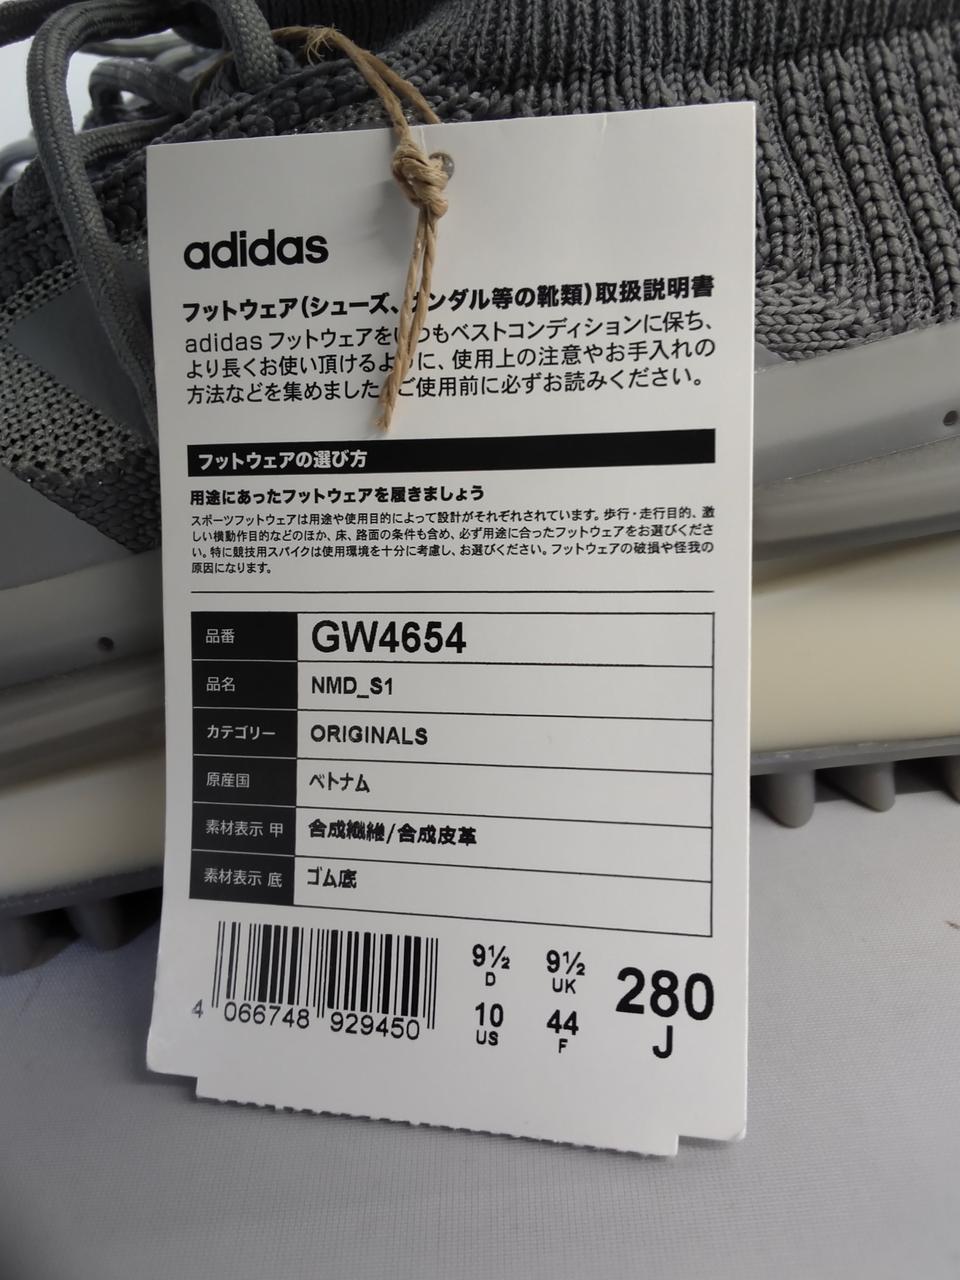 adidas
フットウェア(シューズ、サンダル等の靴類)取扱説明書
adidas フットウェアをいつもベストコンディションに保ち、
より長くお使い頂けるように、使用上の注意やお手入れの
方法などを集めました。ご使用前に必ずお読みください。
フットウェアの選び方
用途にあったフットウェアを履きましょう
スポーツフットウェアは用途や使用目的によって設計がそれぞれされています。歩行・走行目的、激
しい横動作目的などのほか、床、路面の条件も含め、必ず用途に合ったフットウェアをお選びくださ
い。特に競技用スパイクは使用環境を十分に考慮し、お選びください。フットウェアの破損や怪我の
原因になります。
品番 GW4654
品名 NMD_S1
カテゴリー ORIGINALS
原産国 ベトナム
素材表示 甲 合成繊維/合成皮革
素材表示 底 ゴム底
9½ D 9½ UK 280 J
10 US 44 F
4 066748 929450